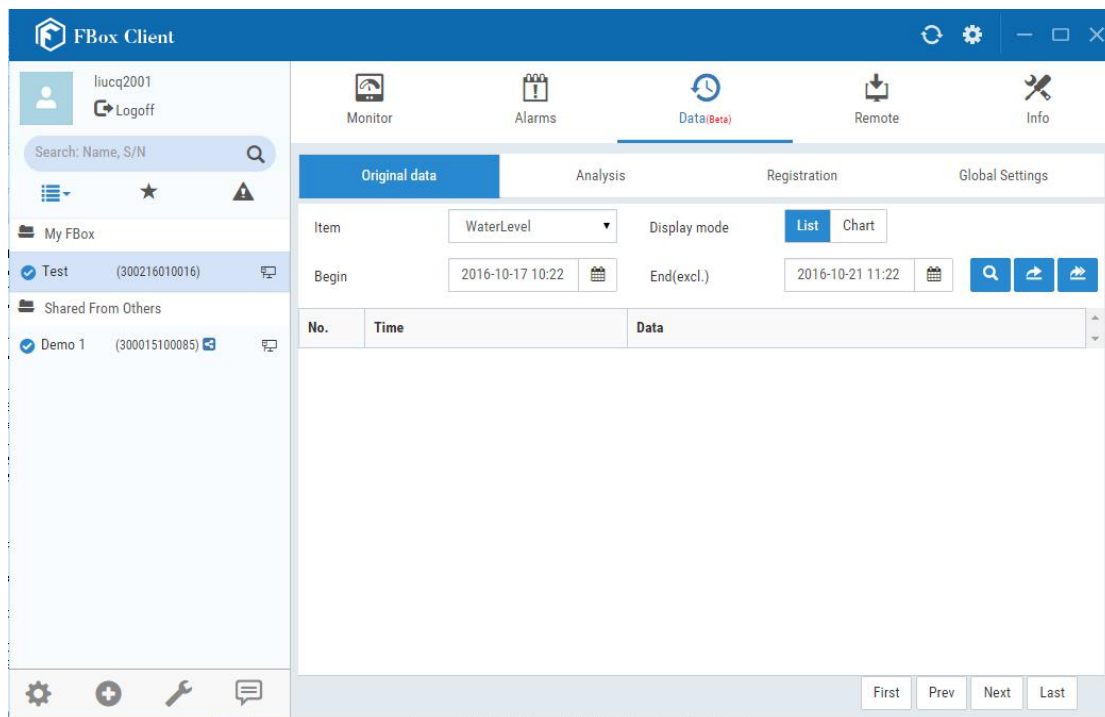 FBox Client
liucq2001
Logoff
Search: Name, S/N
My FBox
Test (300216010016)
Shared From Others
Demo 1 (300015100085)
Monitor Alarms Data(Beta) Remote Info
Original data Analysis Registration Global Settings
Item WaterLevel Display mode List Chart
Begin 2016-10-17 10:22 End(excl.) 2016-10-21 11:22
No. Time Data
First Prev Next Last